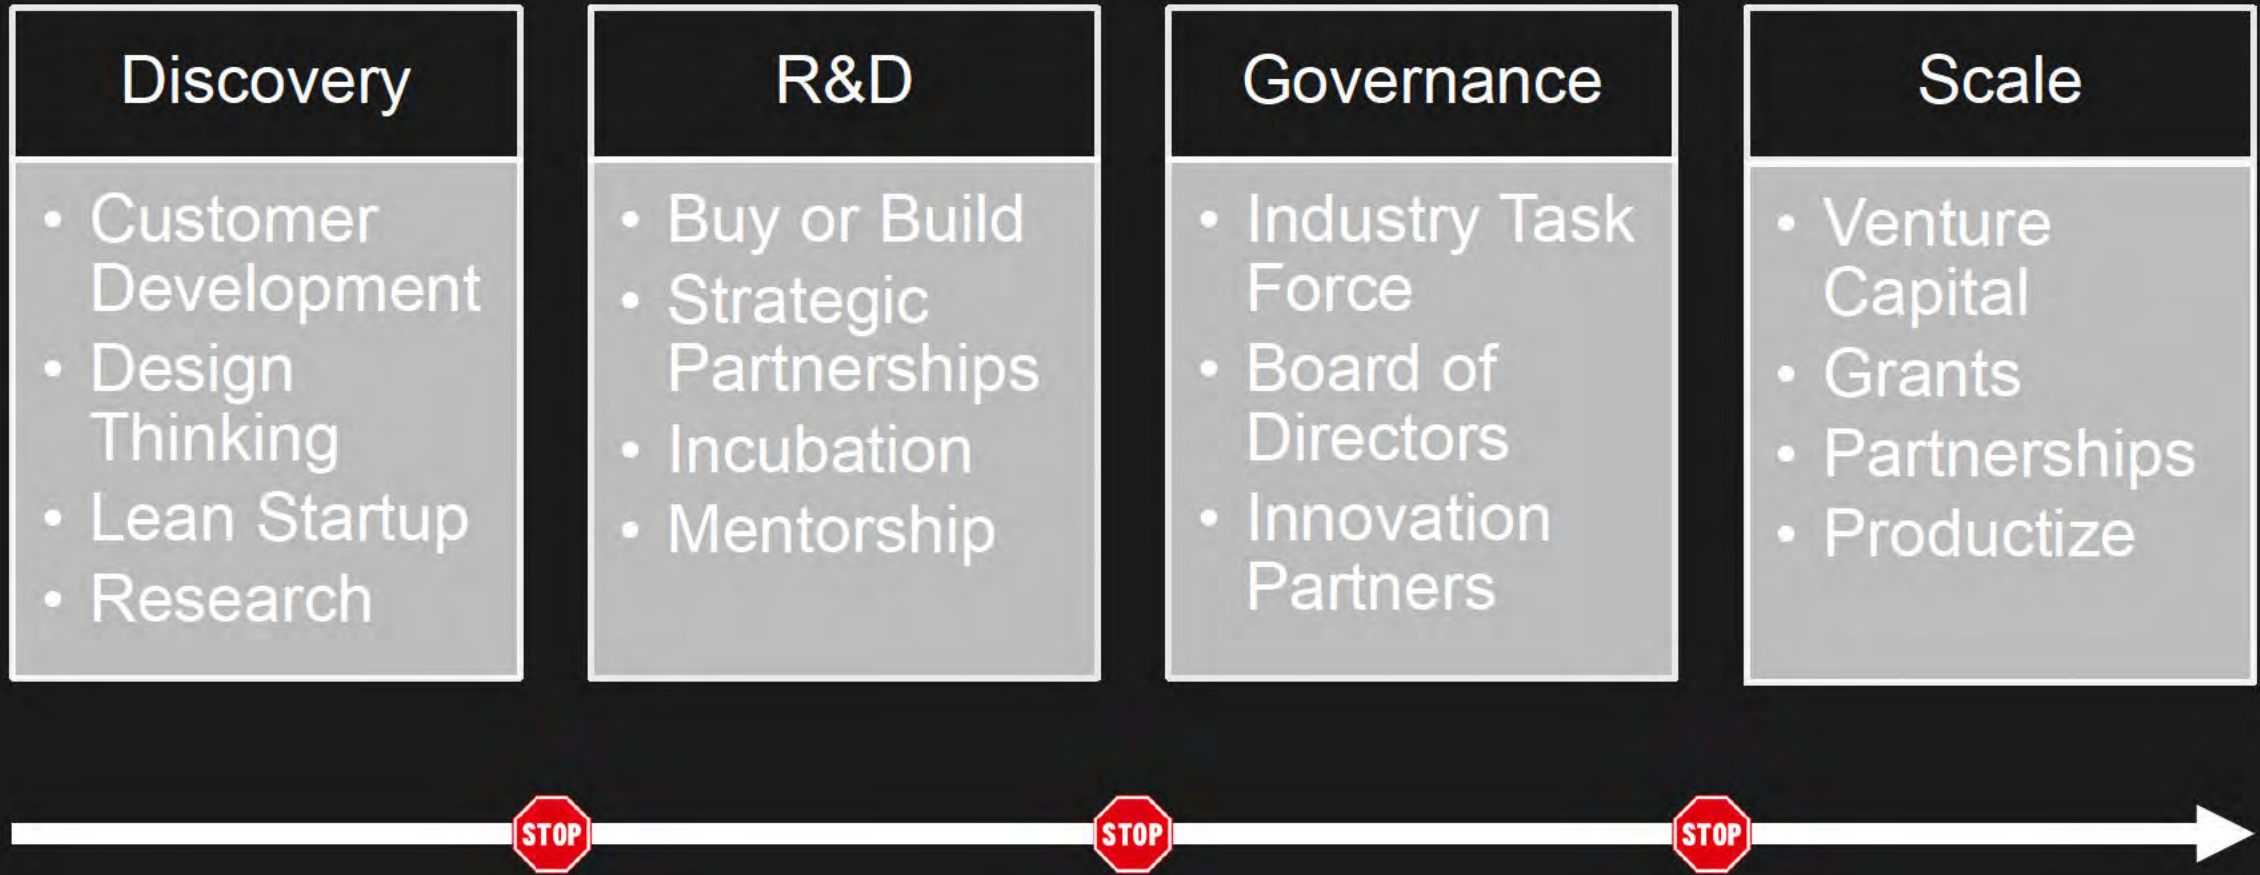 Discovery
• Customer
Development
• Design
Thinking
• Lean Startup
• Research
R&D
• Buy or Build
• Strategic
Partnerships
• Incubation
• Mentorship
Governance
• Industry Task
Force
• Board of
Directors
• Innovation
Partners
Scale
• Venture
Capital
• Grants
• Partnerships
• Productize
STOP
STOP
STOP